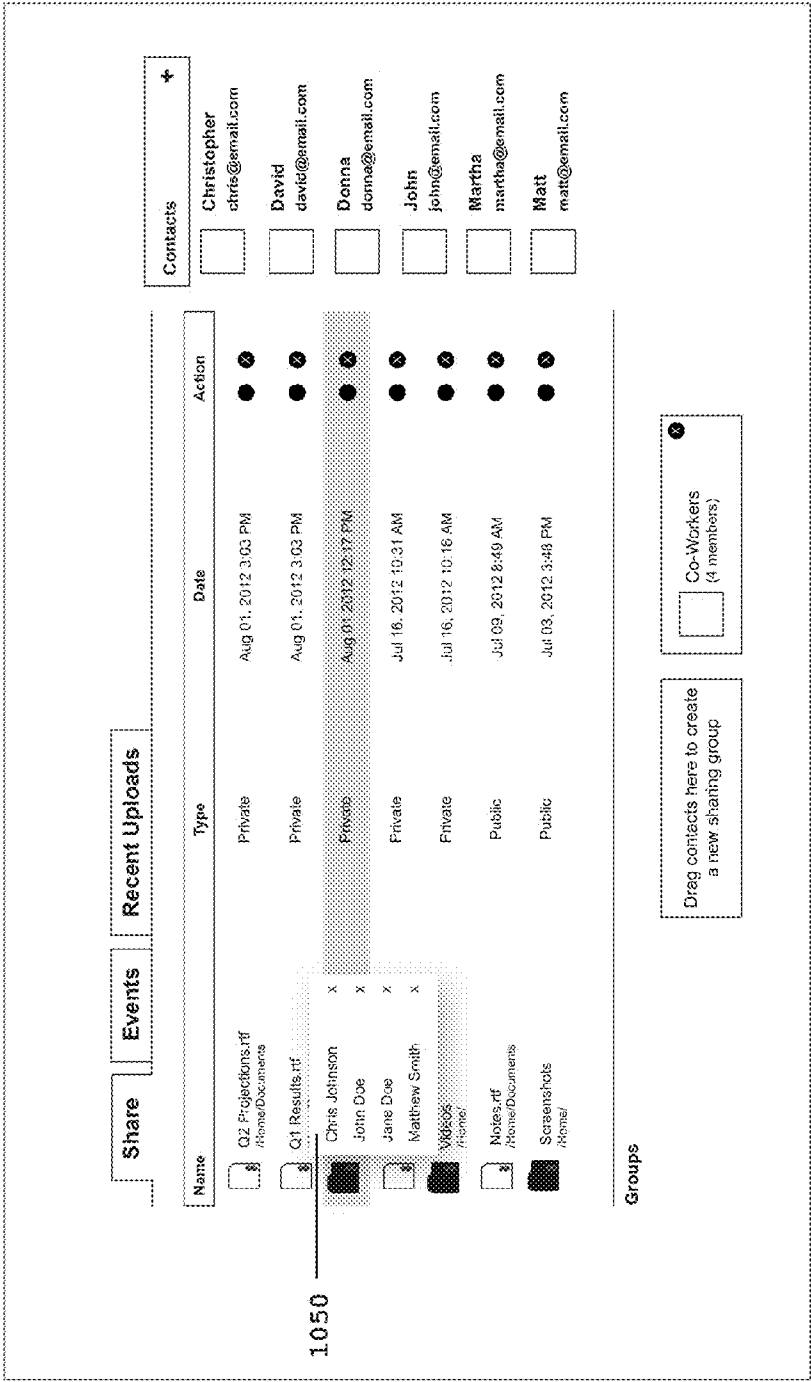 Share Events Recent Uploads
Contacts +
Name Type Date Action
Q2 Projections.rtf Private Aug 01, 2012 3:03 PM X
/Home/Documents
Q1 Results.rtf Private Aug 01, 2012 3:03 PM X
Chris Johnson X Private Aug 01 2012 12:17 PM X
John Doe X
Jane Doe X Private Jul 16, 2012 10:31 AM X
Matthew Smith X
Videos Private Jul 16, 2012 10:16 AM X
/Home/
Notes.rtf Public Jul 09, 2012 8:49 AM X
/Home/Documents
Screenshots Public Jul 03, 2012 3:48 PM X
/Home/
Christopher
chris@email.com
David
david@email.com
Donna
donna@email.com
John
john@email.com
Martha
martha@email.com
Matt
matt@email.com
Groups
Drag contacts here to create
a new sharing group
Co-Workers X
(4 members)
1050